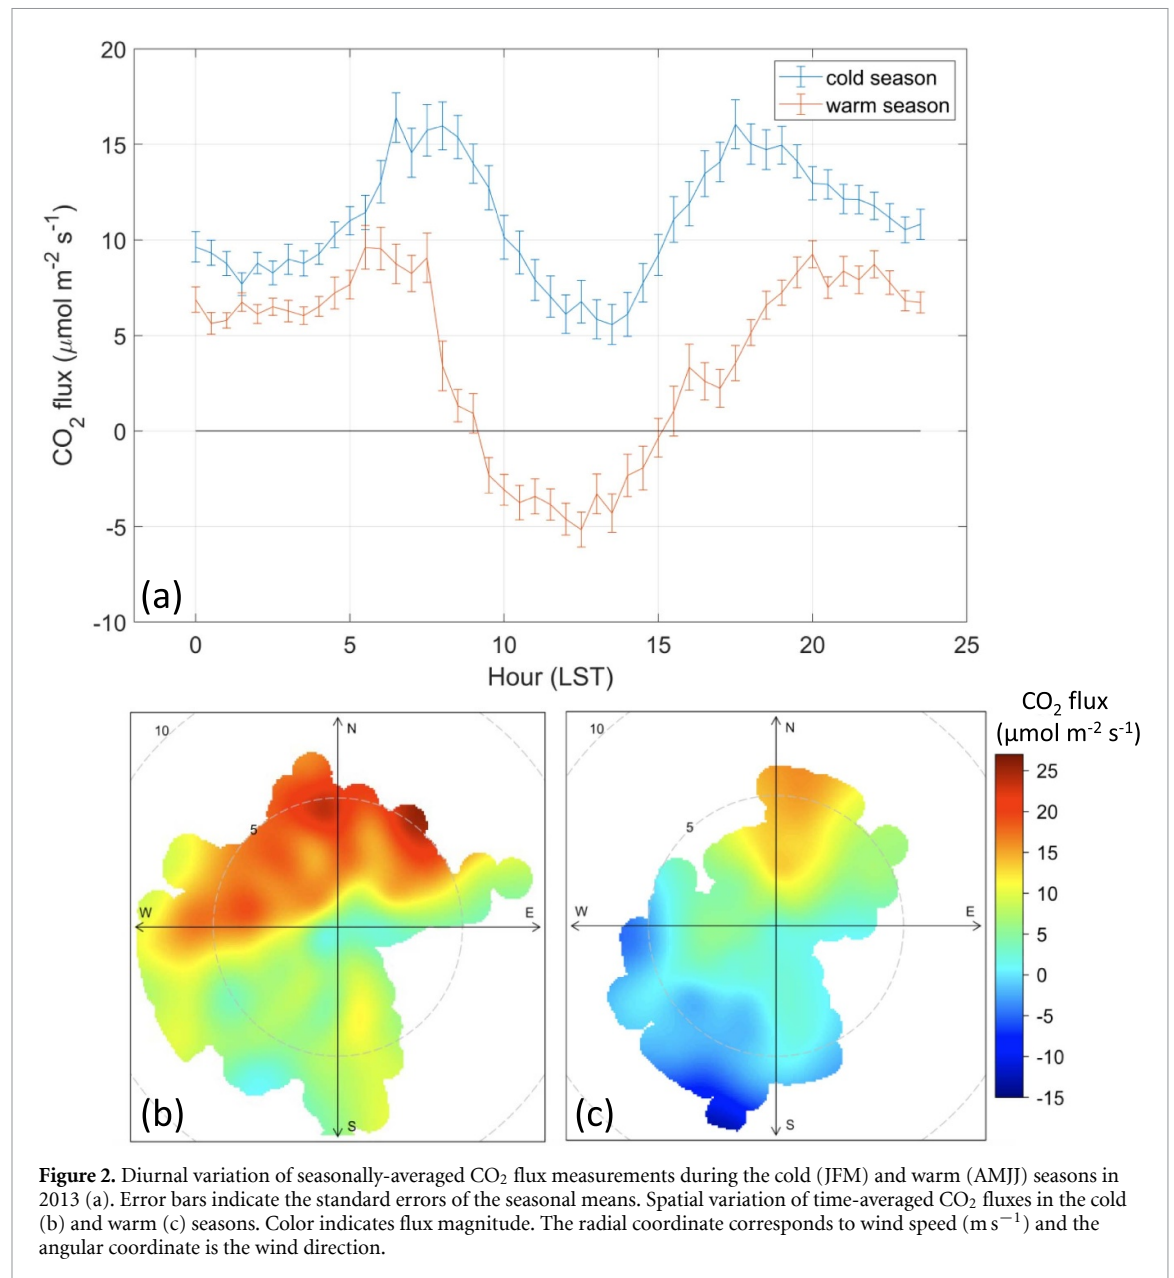 20
15
10
5
0
-5
-10
CO2 flux (μmol m-2 s-1)
cold season
warm season
(a)
0 5 10 15 20 25
Hour (LST)
10
N
5
W
E
S
(b)
10
N
5
W
E
S
(c)
CO2 flux
(μmol m-2 s-1)
25
20
15
10
5
0
-5
-10
-15
Figure 2. Diurnal variation of seasonally-averaged CO2 flux measurements during the cold (JFM) and warm (AMJJ) seasons in
2013 (a). Error bars indicate the standard errors of the seasonal means. Spatial variation of time-averaged CO2 fluxes in the cold
(b) and warm (c) seasons. Color indicates flux magnitude. The radial coordinate corresponds to wind speed (m s−1) and the
angular coordinate is the wind direction.